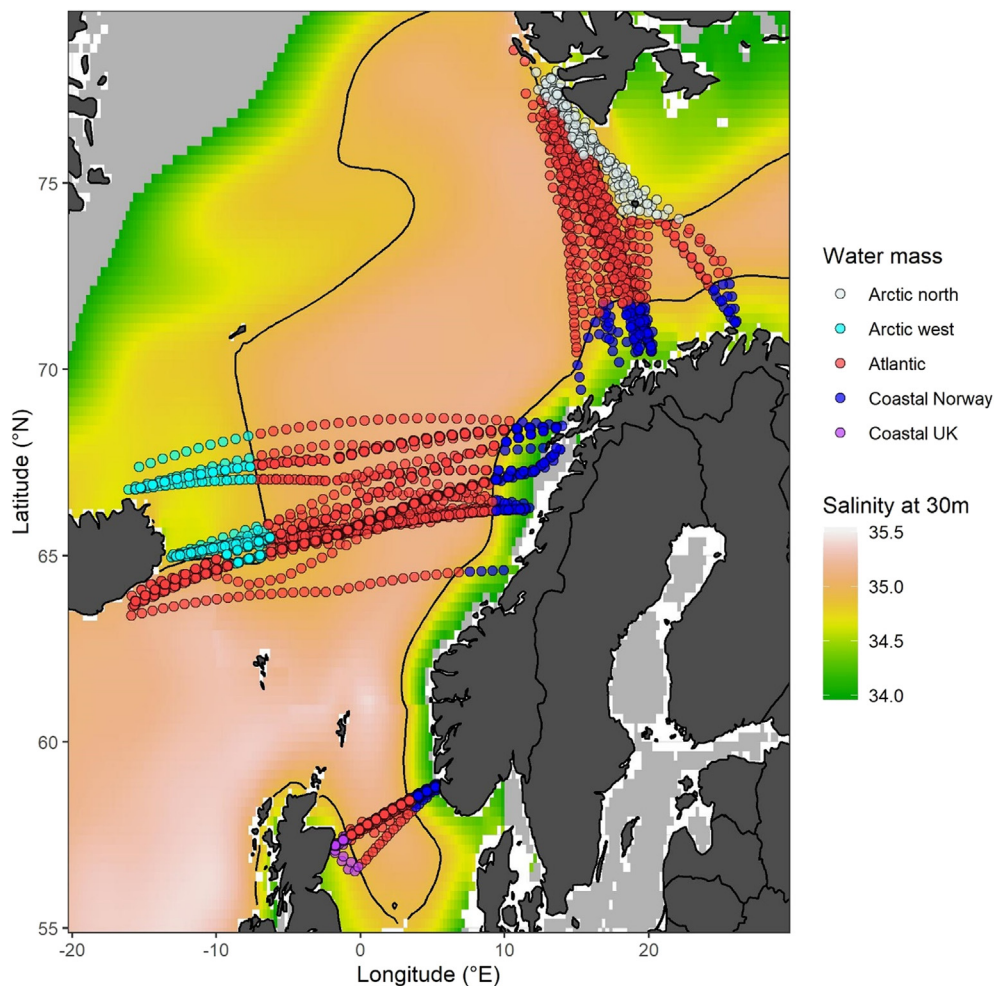 75
70
65
60
55
Latitude (°N)
-20
-10
0
10
20
Longitude (°E)
Water mass
Arctic north
Arctic west
Atlantic
Coastal Norway
Coastal UK
Salinity at 30m
35.5
35.0
34.5
34.0